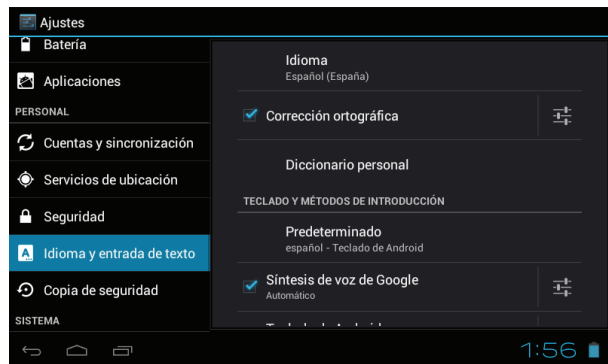 Ajustes
Batería
Aplicaciones
PERSONAL
Cuentas y sincronización
Servicios de ubicación
Seguridad
Idioma y entrada de texto
Copia de seguridad
SISTEMA
Idioma
Español (España)
Corrección ortográfica
Diccionario personal
TECLADO Y MÉTODOS DE INTRODUCCIÓN
Predeterminado
español - Teclado de Android
Síntesis de voz de Google
Automático
1:56